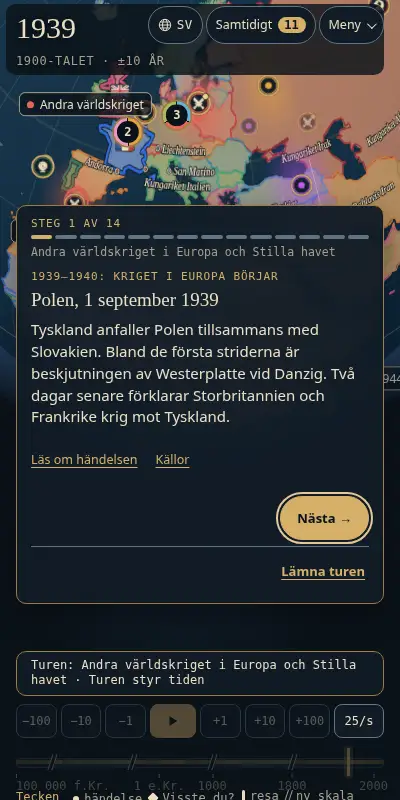 1939
SV
Samtidigt 11
Meny
1900-TALET · ±10 ÅR
Andra världskriget
2
3
Liechtenstein
Andorra
San Marino
Kungariket Italien
Kungariket Irak
STEG 1 AV 14
Andra världskriget i Europa och Stilla havet
1939–1940: KRIGET I EUROPA BÖRJAR
Polen, 1 september 1939
Tyskland anfaller Polen tillsammans med
Slovakien. Bland de första striderna är
beskjutningen av Westerplatte vid Danzig. Två
dagar senare förklarar Storbritannien och
Frankrike krig mot Tyskland.
Läs om händelsen Källor
Nästa →
Lämna turen
Turen: Andra världskriget i Europa och Stilla
havet · Turen styr tiden
−100 −10 −1 +1 +10 +100 25/s
100 000 f.Kr. 1 e.Kr. 1000 1800 2000
Tecken händelse Visste du? resa // ny skala